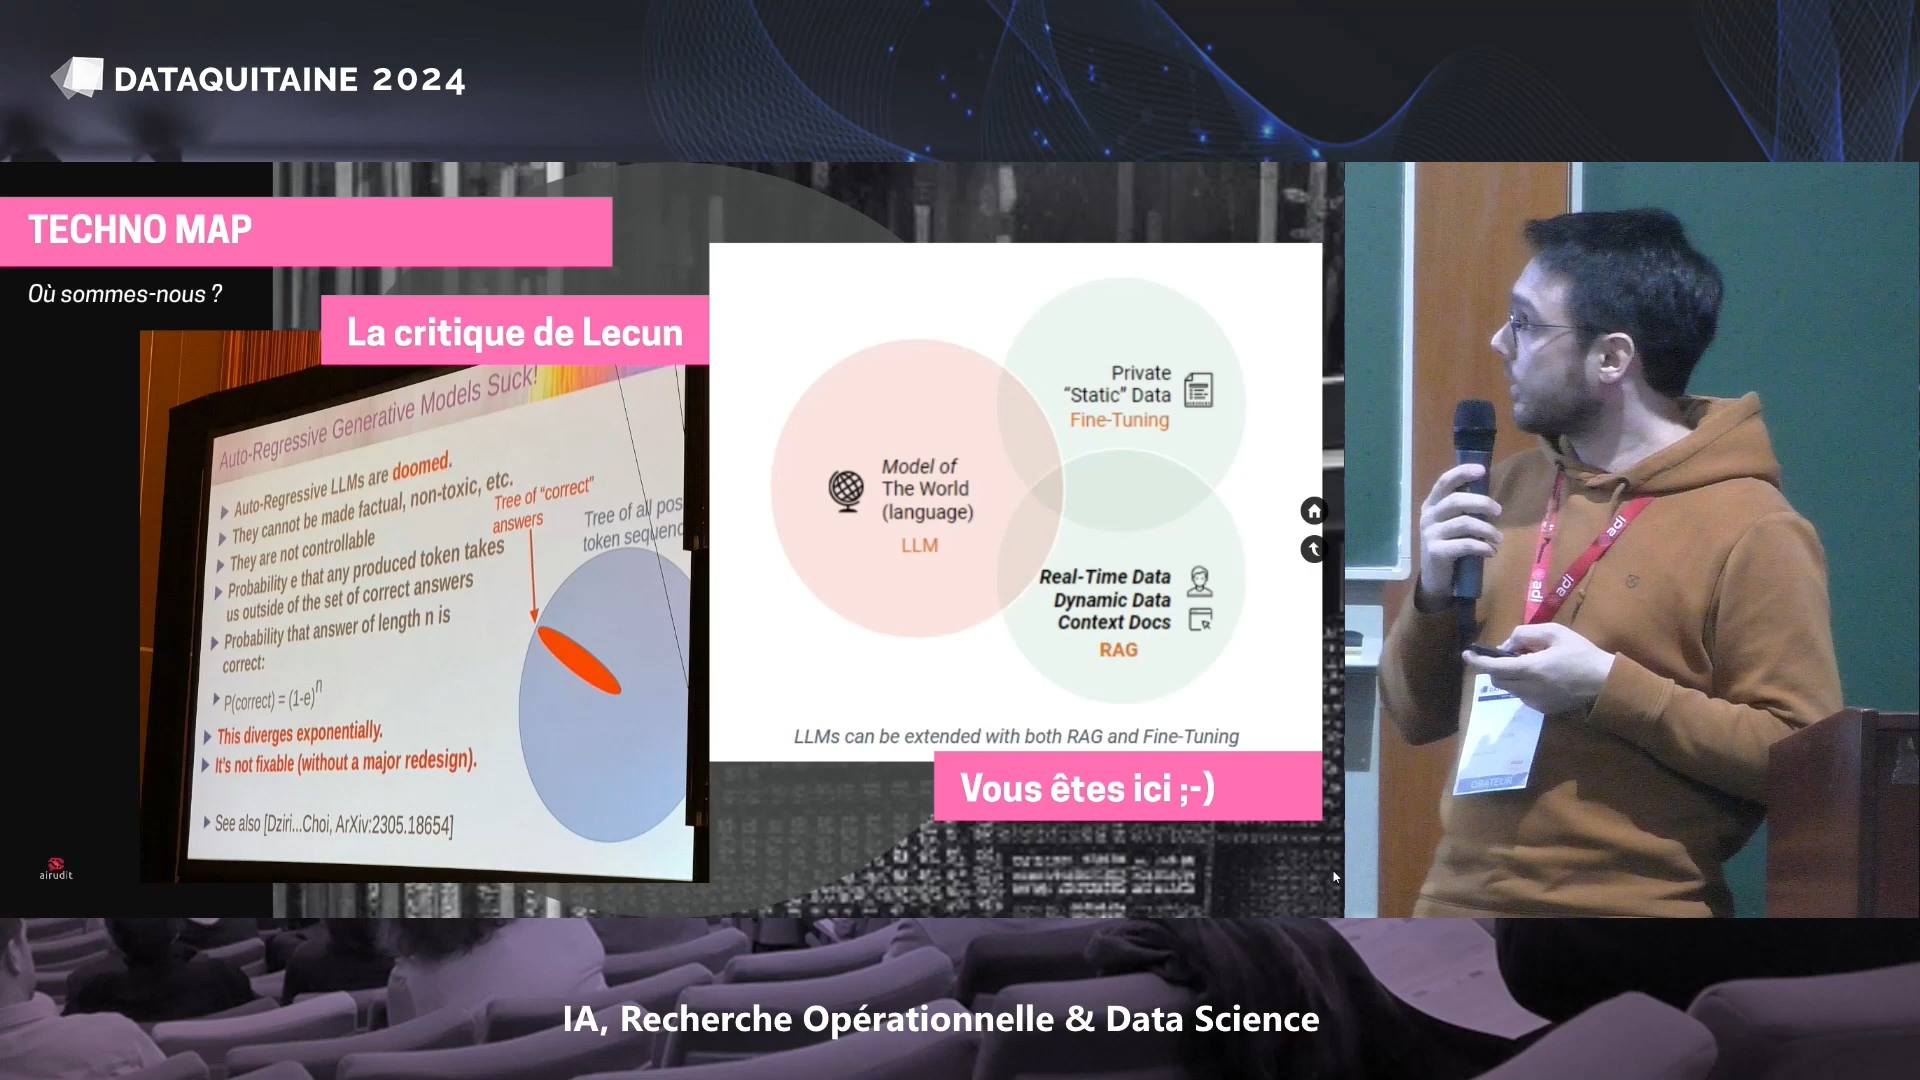 DATAQUITAINE 2024
TECHNO MAP
Où sommes-nous ?
La critique de Lecun
Auto-Regressive Generative Models Suck!
Auto-Regressive LLMs are doomed.
They cannot be made factual, non-toxic, etc.
They are not controllable
Probability e that any produced token takes
us outside of the set of correct answers
Probability that answer of length n is
correct:
P(correct) = (1-e)^n
This diverges exponentially.
It's not fixable (without a major redesign).
See also [Dziri...Choi, ArXiv:2305.18654]
Tree of "correct"
answers
Tree of all pos
token sequenc
Model of
The World
(language)
LLM
Private
“Static” Data
Fine-Tuning
Real-Time Data
Dynamic Data
Context Docs
RAG
LLMs can be extended with both RAG and Fine-Tuning
Vous êtes ici ;-)
airudit
adi
adi
ORATEUR
IA, Recherche Opérationnelle & Data Science